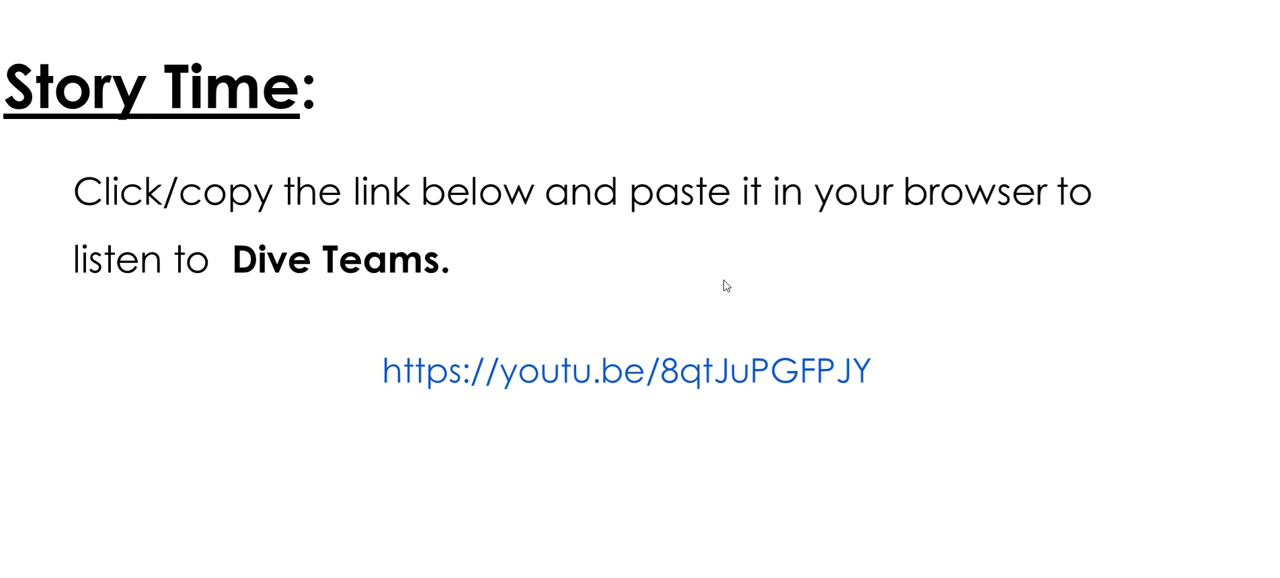 Story Time:
Click/copy the link below and paste it in your browser to
listen to Dive Teams.
https://youtu.be/8qtJuPGFPJY